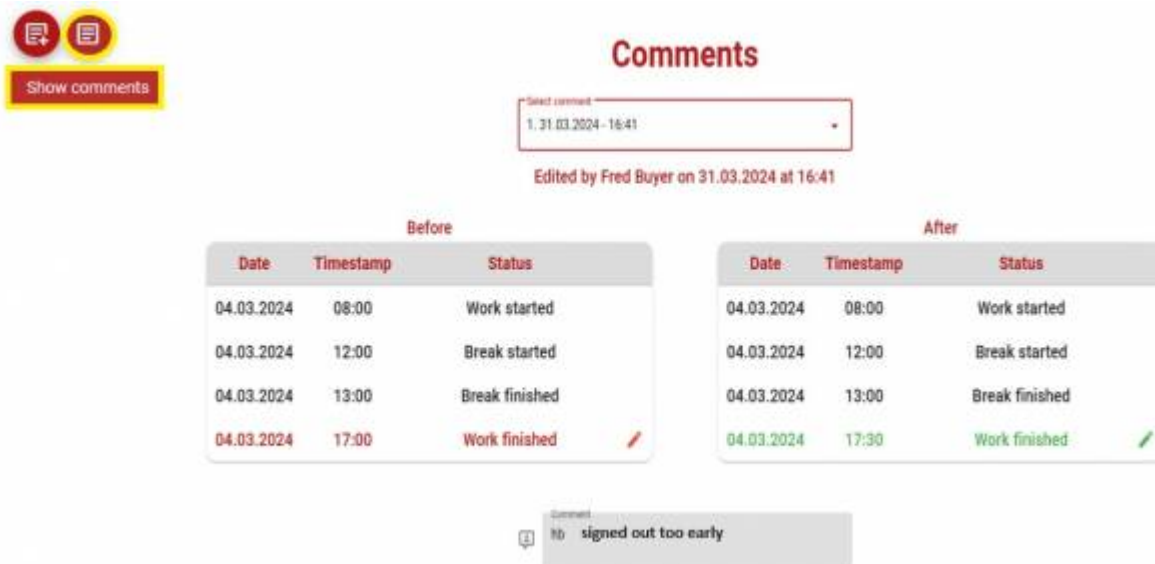 Comments
Show comments
Select comment
1. 31.03.2024 - 16:41
Edited by Fred Buyer on 31.03.2024 at 16:41
Before
Date Timestamp Status
04.03.2024 08:00 Work started
04.03.2024 12:00 Break started
04.03.2024 13:00 Break finished
04.03.2024 17:00 Work finished
After
Date Timestamp Status
04.03.2024 08:00 Work started
04.03.2024 12:00 Break started
04.03.2024 13:00 Break finished
04.03.2024 17:30 Work finished
Comment
signed out too early